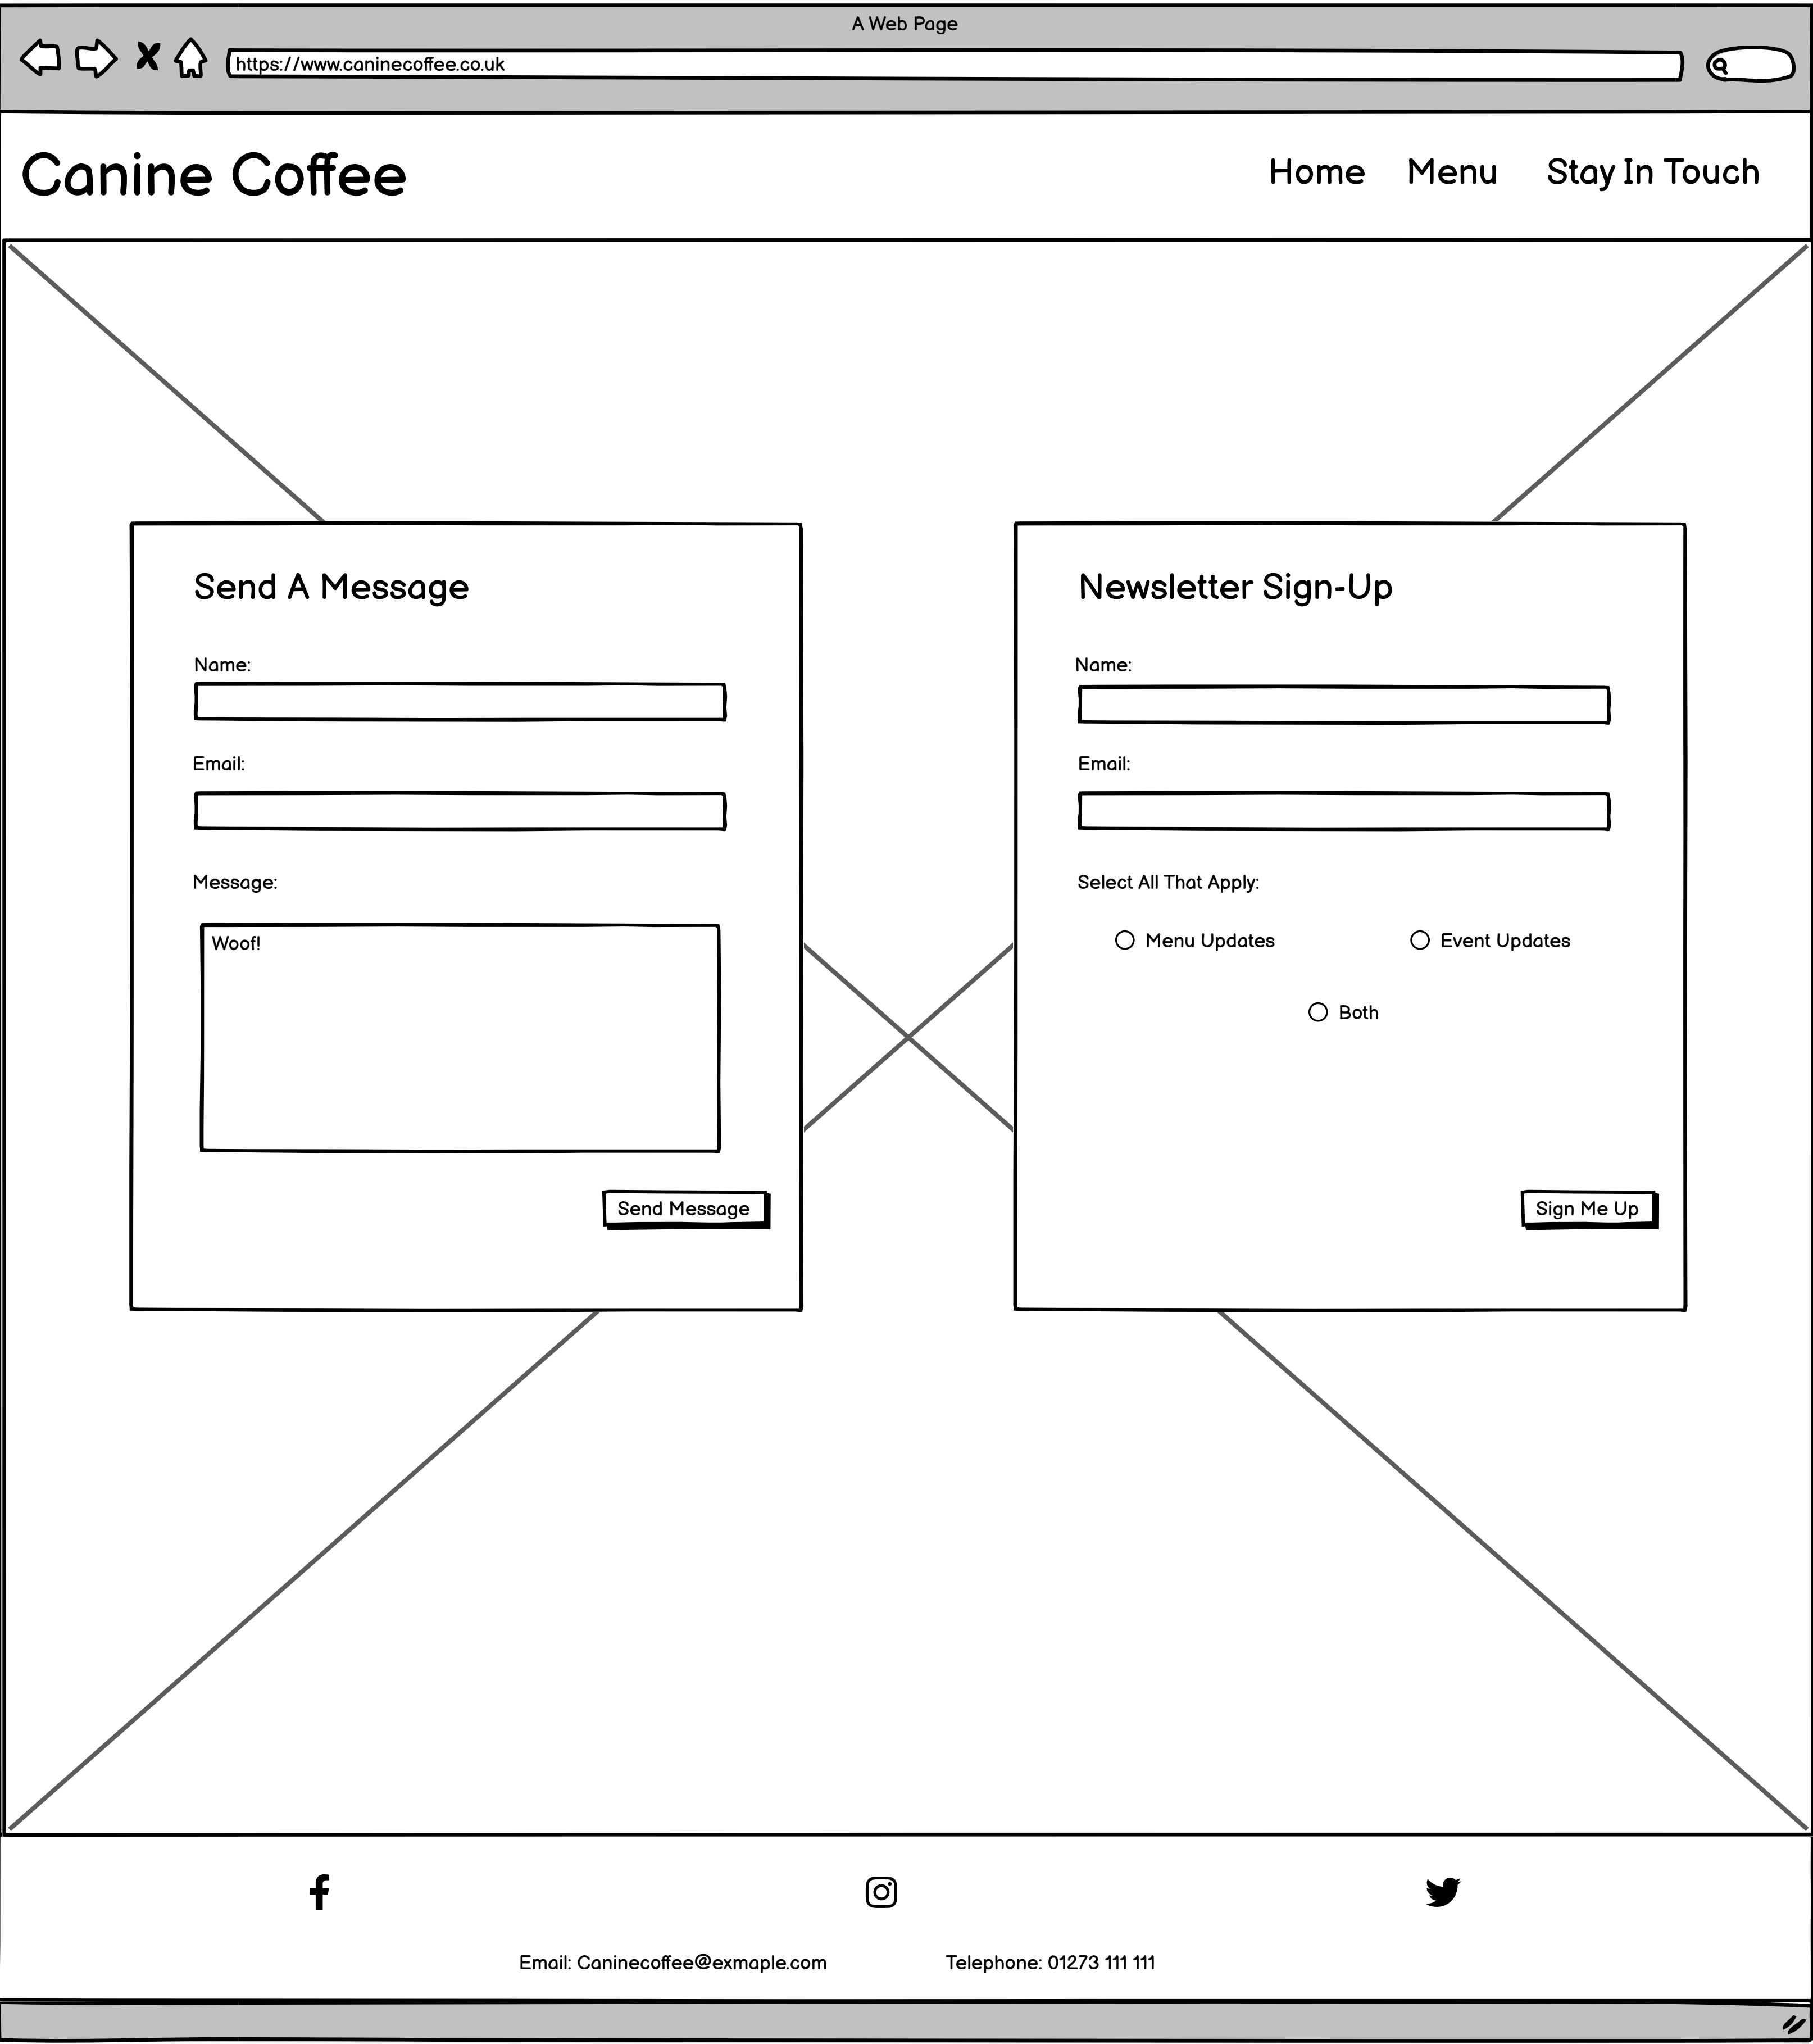 A Web Page
https://www.caninecoffee.co.uk
Canine Coffee
Home Menu Stay In Touch
Send A Message
Name:
Email:
Message:
Woof!
Send Message
Newsletter Sign-Up
Name:
Email:
Select All That Apply:
Menu Updates
Event Updates
Both
Sign Me Up
Email: Caninecoffee@exmaple.com
Telephone: 01273 111 111